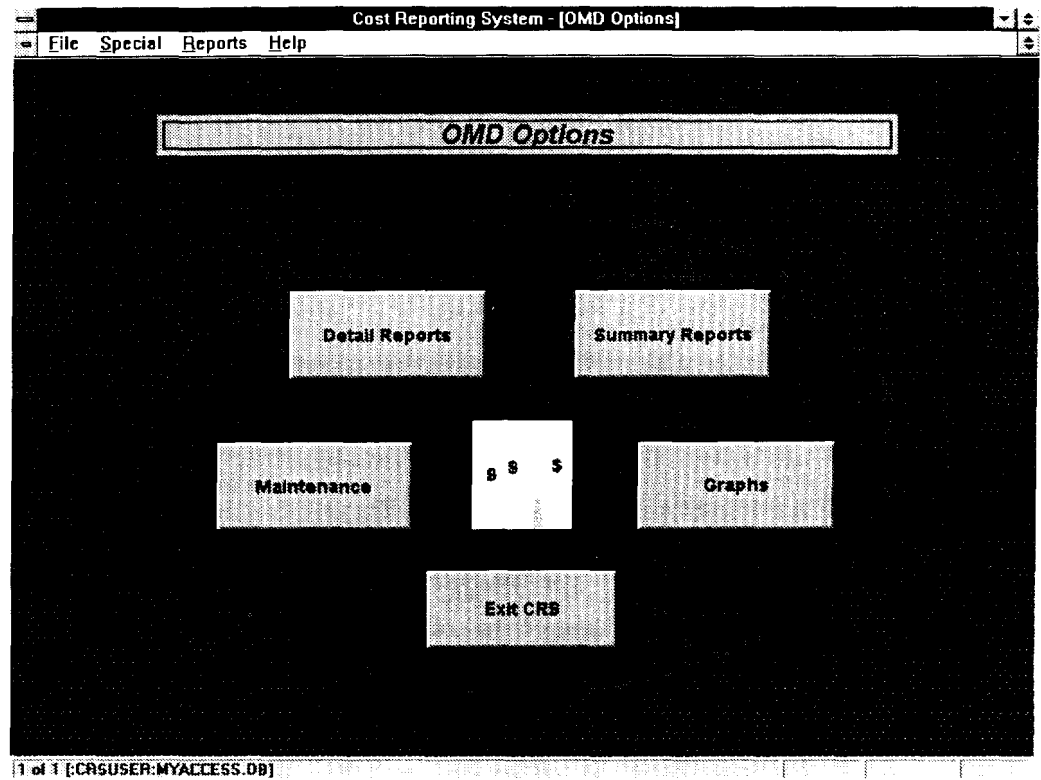 Cost Reporting System - [OMD Options]
File Special Reports Help
OMD Options
Detail Reports
Summary Reports
Maintenance
$ $ $
Graphs
Exit CRS
1 of 1 [:CRSUSER:MYACCESS.DB]